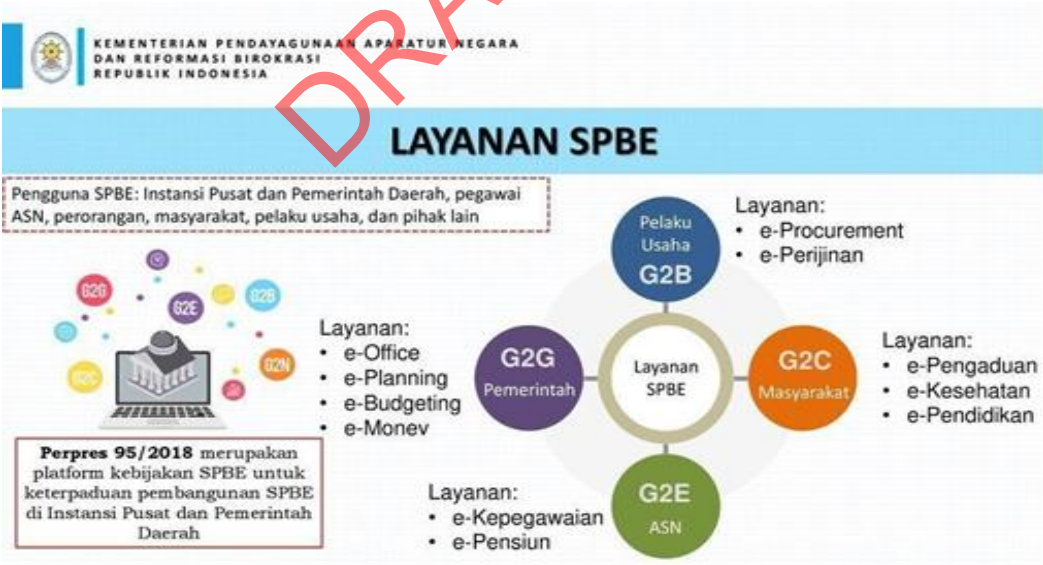 KEMENTERIAN PENDAYAGUNAAN APARATUR NEGARA
DAN REFORMASI BIROKRASI
REPUBLIK INDONESIA
LAYANAN SPBE
Pengguna SPBE: Instansi Pusat dan Pemerintah Daerah, pegawai
ASN, perorangan, masyarakat, pelaku usaha, dan pihak lain
G2G
G2E
G2B
G2C
G2N
Perpres 95/2018 merupakan
platform kebijakan SPBE untuk
keterpaduan pembangunan SPBE
di Instansi Pusat dan Pemerintah
Daerah
Pelaku
Usaha
G2B
Layanan:
• e-Procurement
• e-Perijinan
Layanan:
• e-Office
• e-Planning
• e-Budgeting
• e-Monev
G2G
Pemerintah
Layanan
SPBE
G2C
Masyarakat
Layanan:
• e-Pengaduan
• e-Kesehatan
• e-Pendidikan
Layanan:
• e-Kepegawaian
• e-Pensiun
G2E
ASN